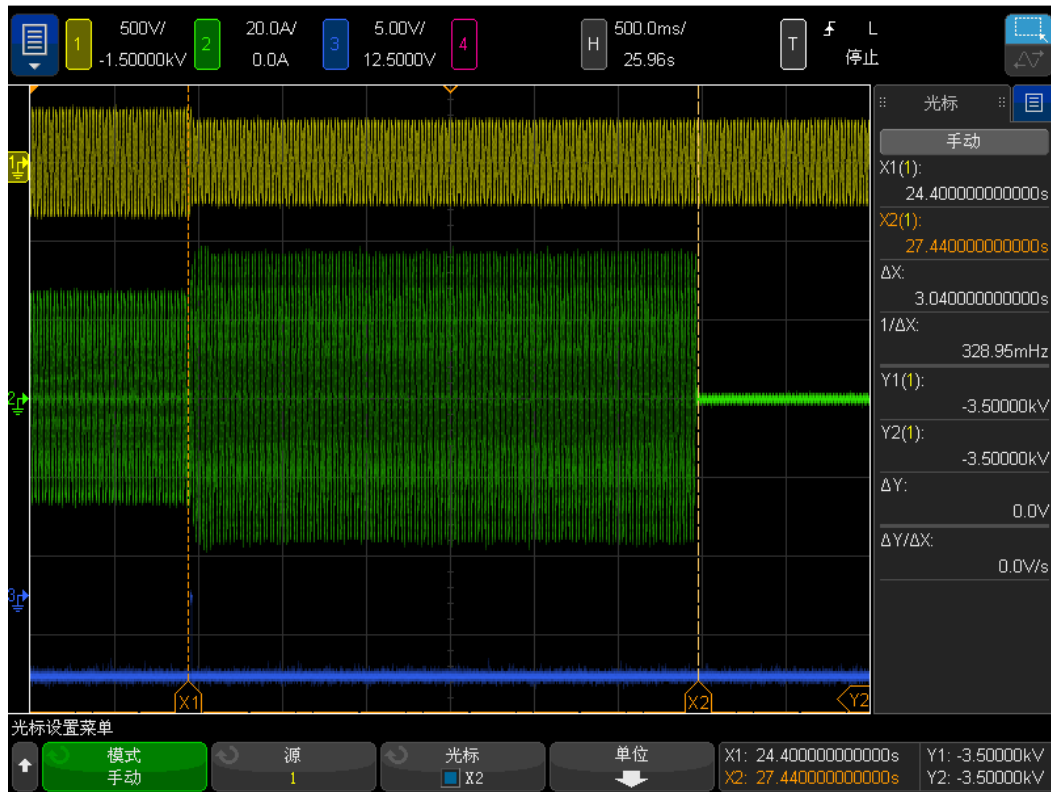 1 500V/ 2 20.0A/ 3 5.00V/ 4 H 500.0ms/ T L
-1.50000kV 0.0A 12.5000V 25.96s 停止
光标
手动
X1(1):
24.400000000000s
X2(1):
27.440000000000s
ΔX:
3.040000000000s
1/ΔX:
328.95mHz
Y1(1):
-3.50000kV
Y2(1):
-3.50000kV
ΔY:
0.0V
ΔY/ΔX:
0.0V/s
1
2
3
X1 X2 Y2
光标设置菜单
模式 源 光标 单位
手动 1 X2
X1: 24.400000000000s Y1: -3.50000kV
X2: 27.440000000000s Y2: -3.50000kV